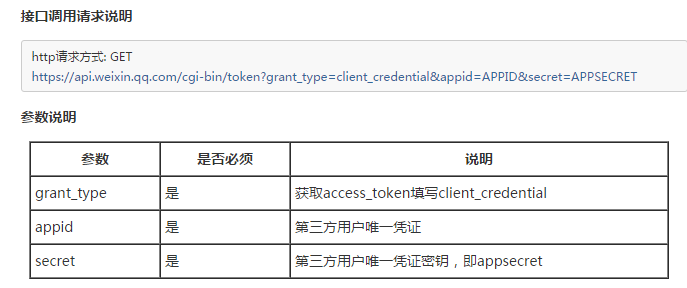 接口调用请求说明
http请求方式: GET
https://api.weixin.qq.com/cgi-bin/token?grant_type=client_credential&appid=APPID&secret=APPSECRET
参数说明
参数 是否必须 说明
grant_type 是 获取access_token填写client_credential
appid 是 第三方用户唯一凭证
secret 是 第三方用户唯一凭证密钥，即appsecret